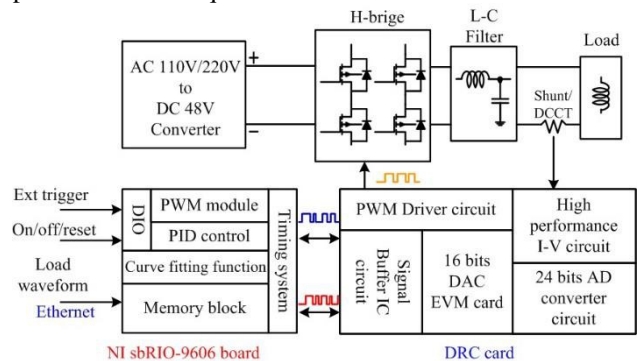 H-brige
L-C
Filter
Load
AC 110V/220V
to
DC 48V
Converter
+
−
Shunt/
DCCT
Ext trigger
On/off/reset
Load
waveform
Ethernet
DIO
PWM module
PID control
Curve fitting function
Memory block
Timing system
PWM Driver circuit
Signal
Buffer IC
circuit
16 bits
DAC
EVM card
High
performance
I-V circuit
24 bits AD
converter
circuit
NI sbRIO-9606 board
DRC card